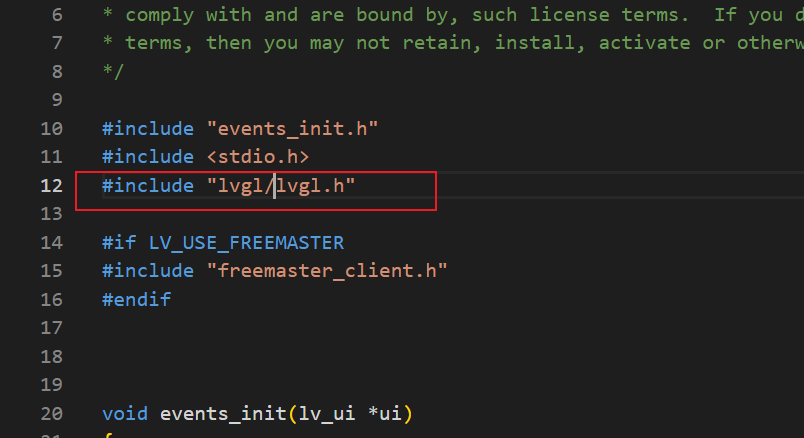 6 * comply with and are bound by, such license terms.  If you d
7 * terms, then you may not retain, install, activate or otherw
8 */
9
10 #include "events_init.h"
11 #include <stdio.h>
12 #include "lvgl/lvgl.h"
13
14 #if LV_USE_FREEMASTER
15 #include "freemaster_client.h"
16 #endif
17
18
19
20 void events_init(lv_ui *ui)